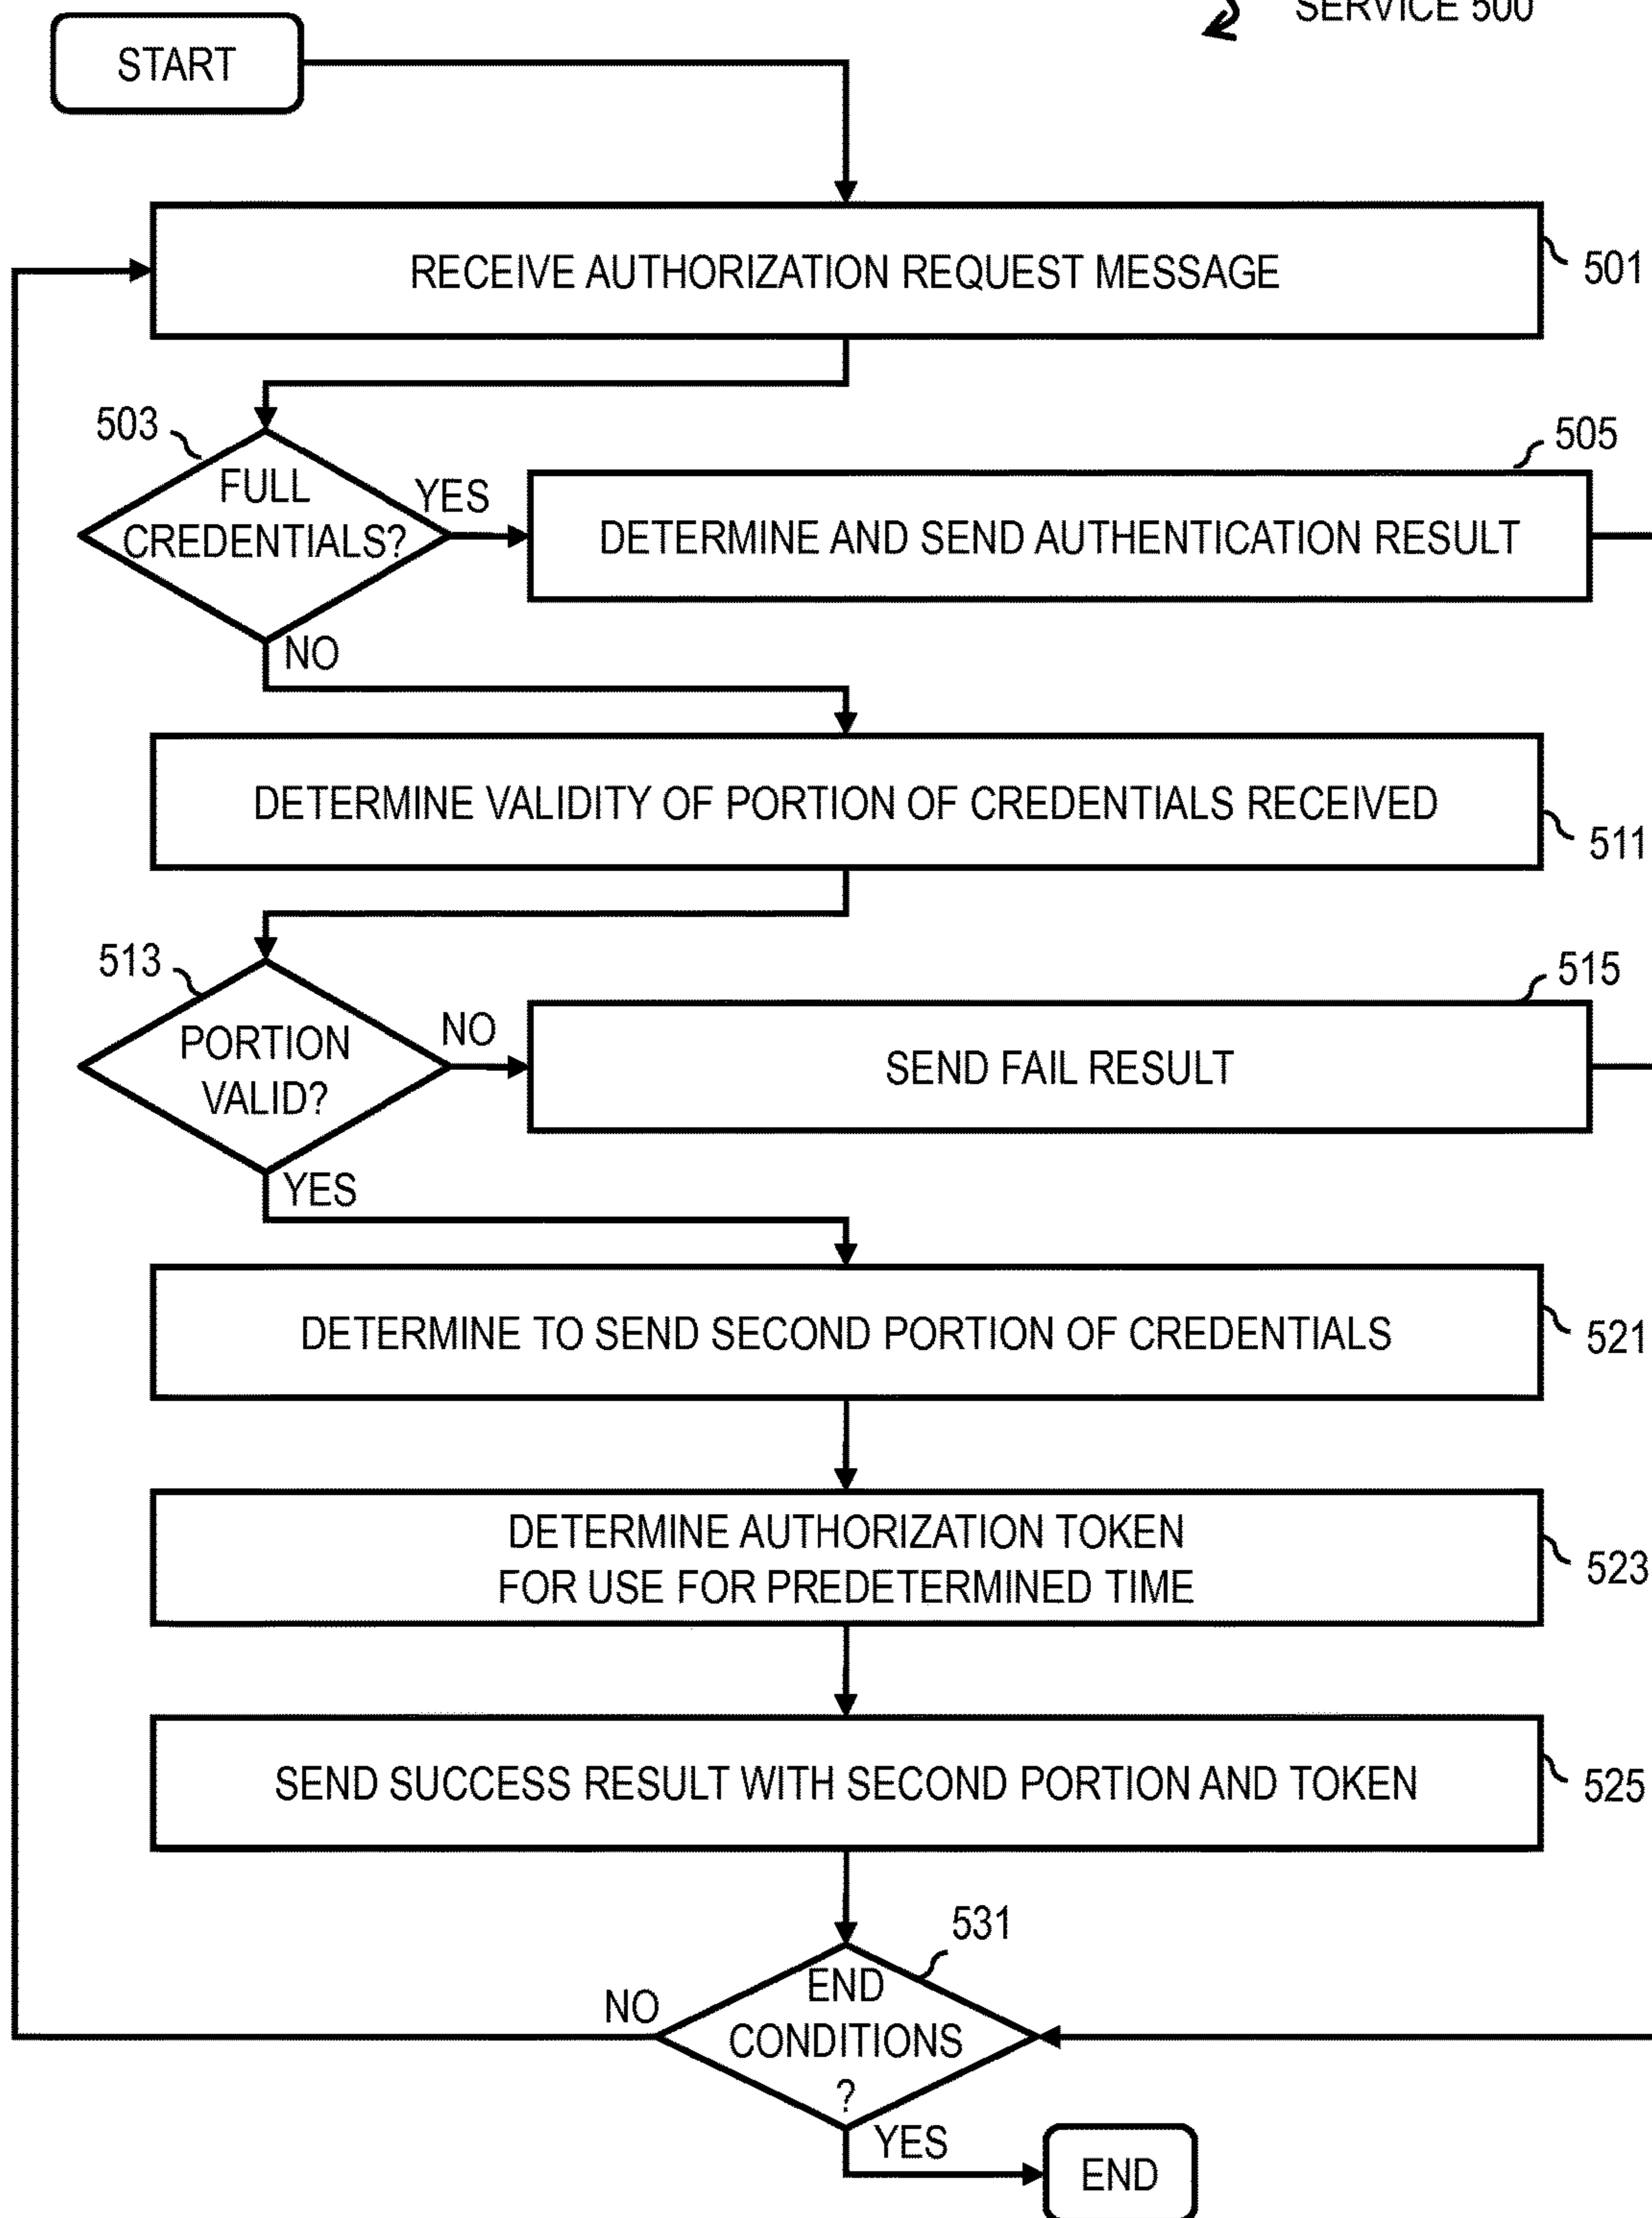 SERVICE 500
START
RECEIVE AUTHORIZATION REQUEST MESSAGE
501
503
FULL
CREDENTIALS?
YES
505
DETERMINE AND SEND AUTHENTICATION RESULT
NO
DETERMINE VALIDITY OF PORTION OF CREDENTIALS RECEIVED
511
513
PORTION
VALID?
NO
515
SEND FAIL RESULT
YES
DETERMINE TO SEND SECOND PORTION OF CREDENTIALS
521
DETERMINE AUTHORIZATION TOKEN
FOR USE FOR PREDETERMINED TIME
523
SEND SUCCESS RESULT WITH SECOND PORTION AND TOKEN
525
531
END
CONDITIONS
?
NO
YES
END